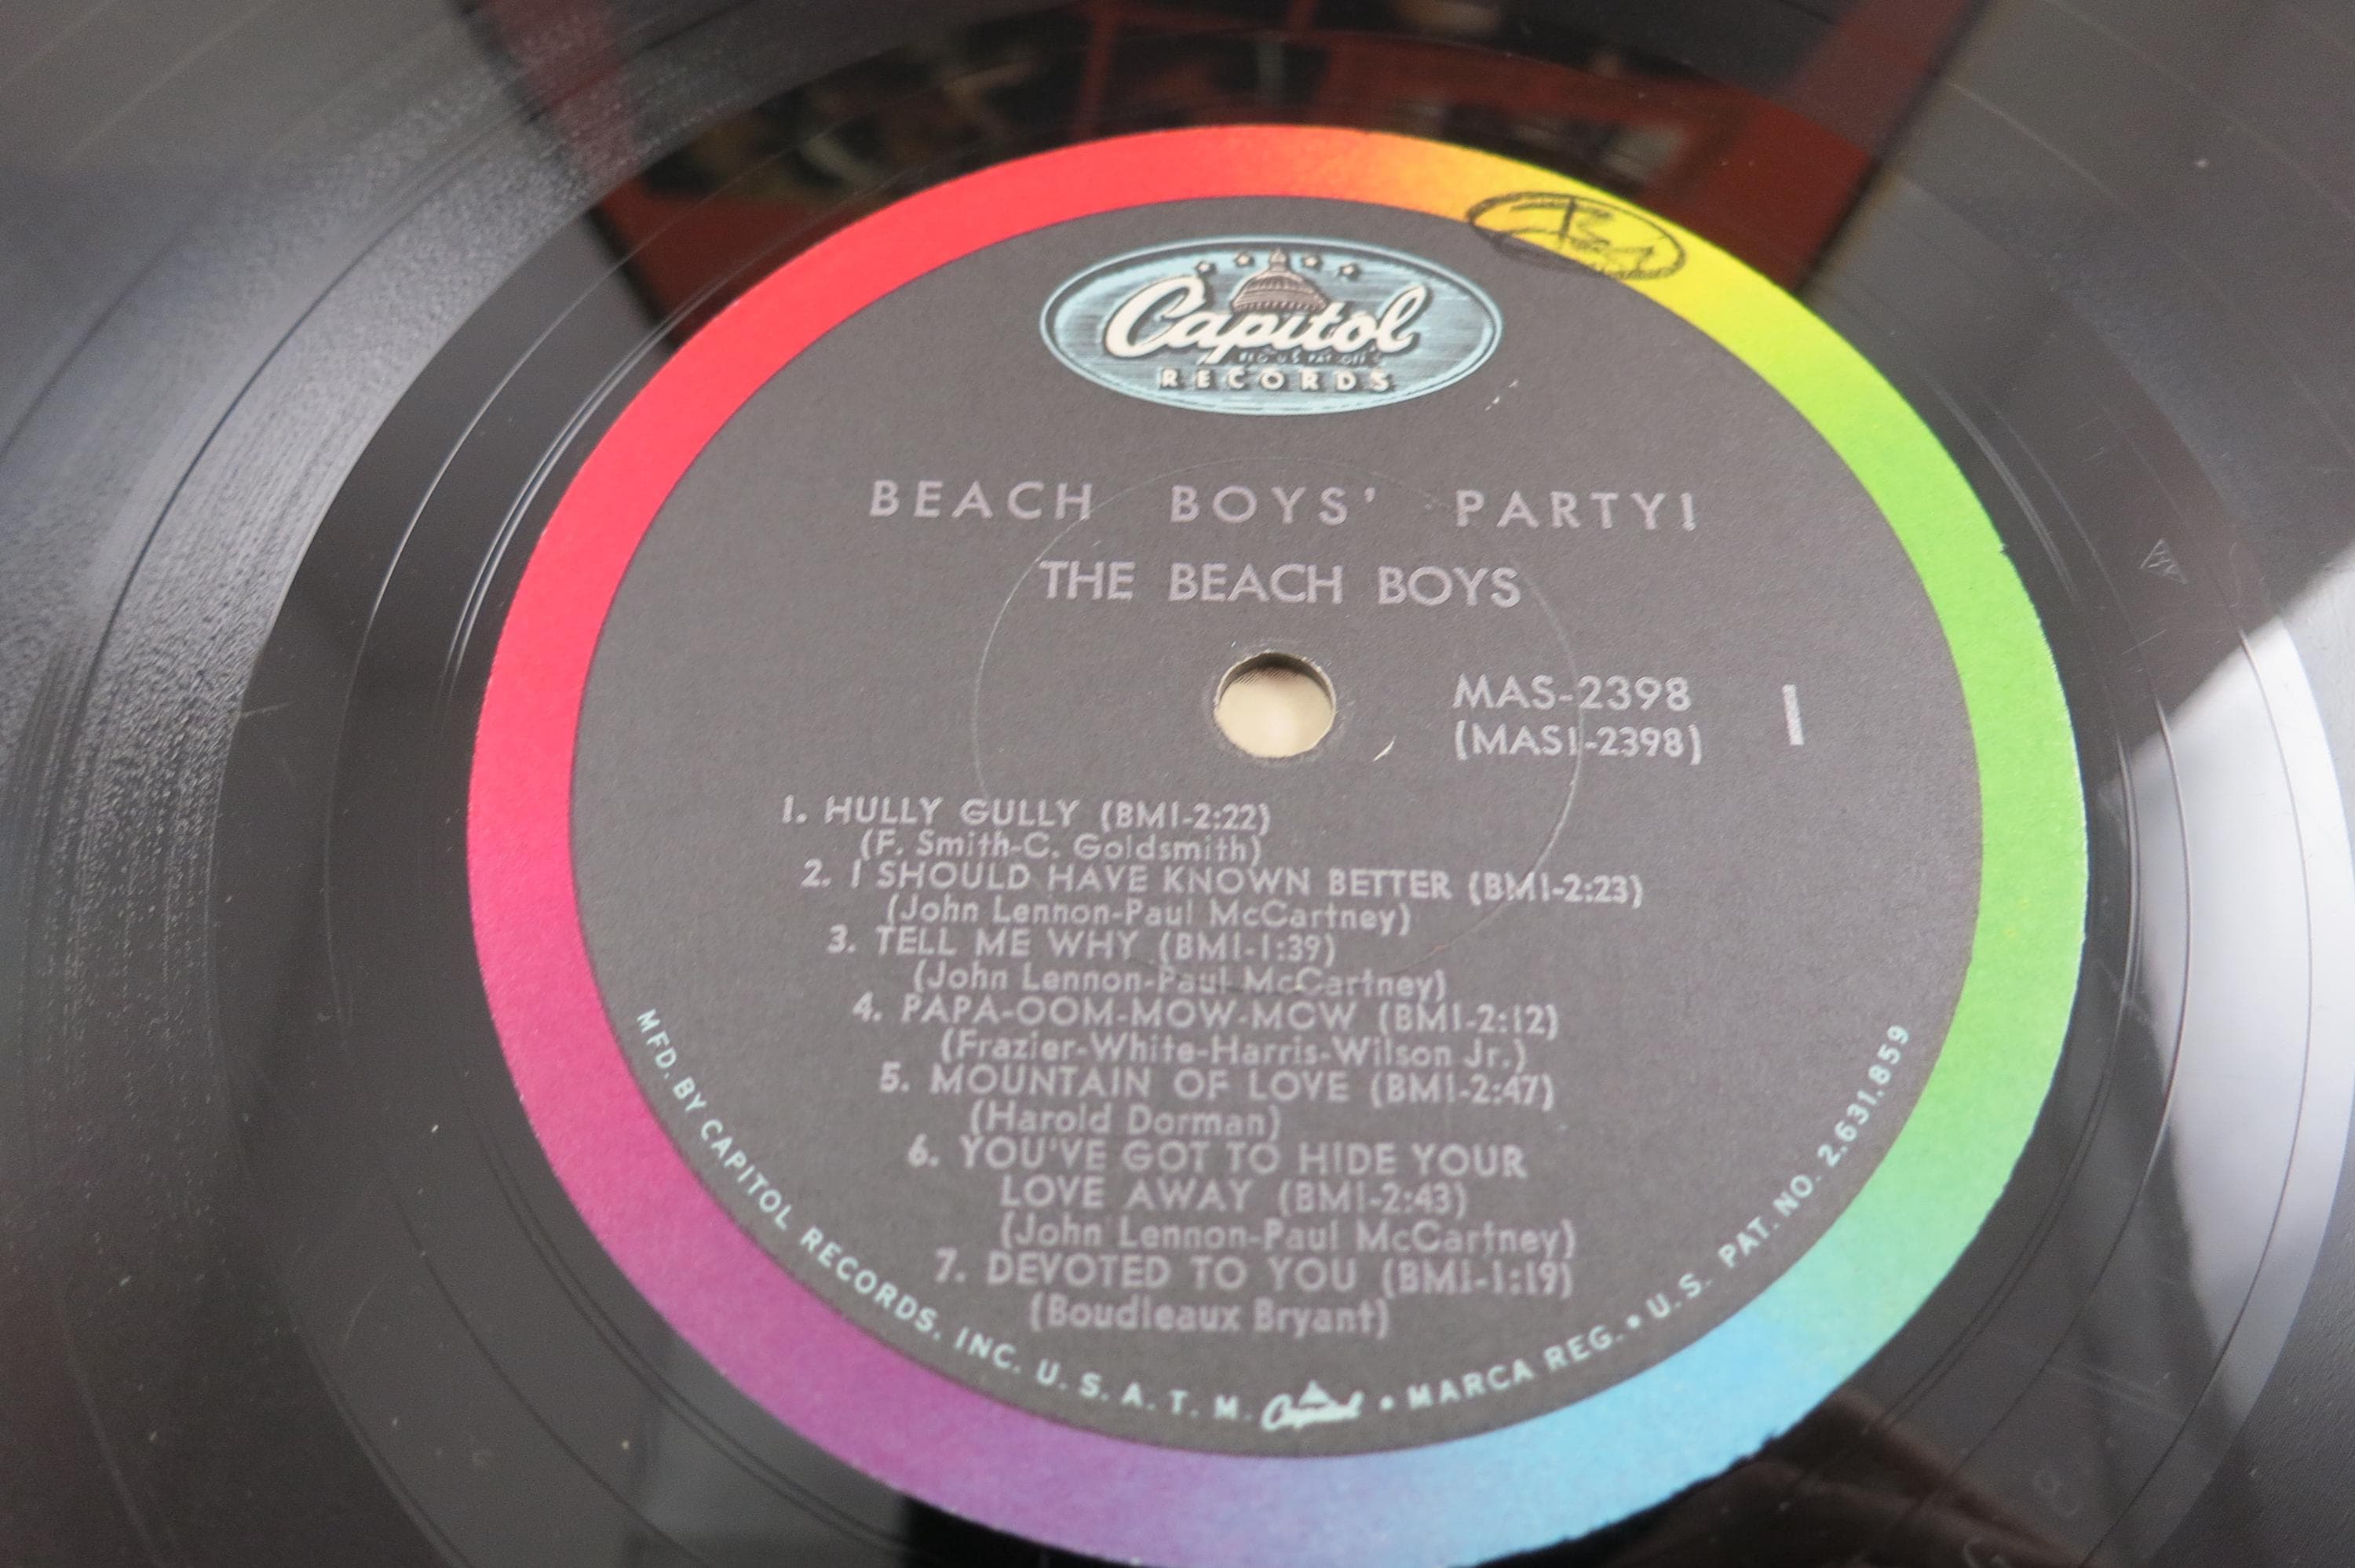 Capitol
REG. U.S. PAT. OFF.
RECORDS
BEACH BOYS' PARTY!
THE BEACH BOYS
MAS-2398
(MAS1-2398)
1
1. HULLY GULLY (BMI-2:22)
(F. Smith-C. Goldsmith)
2. I SHOULD HAVE KNOWN BETTER (BMI-2:23)
(John Lennon-Paul McCartney)
3. TELL ME WHY (BMI-1:39)
(John Lennon-Paul McCartney)
4. PAPA-OOM-MOW-MOW (BMI-2:12)
(Frazier-White-Harris-Wilson Jr.)
5. MOUNTAIN OF LOVE (BMI-2:47)
(Harold Dorman)
6. YOU'VE GOT TO HIDE YOUR
LOVE AWAY (BMI-2:43)
(John Lennon-Paul McCartney)
7. DEVOTED TO YOU (BMI-1:19)
(Boudleaux Bryant)
MFD. BY CAPITOL RECORDS, INC. U. S. A. T. M. Capitol • MARCA REG. • U. S. PAT. NO. 2,631,859